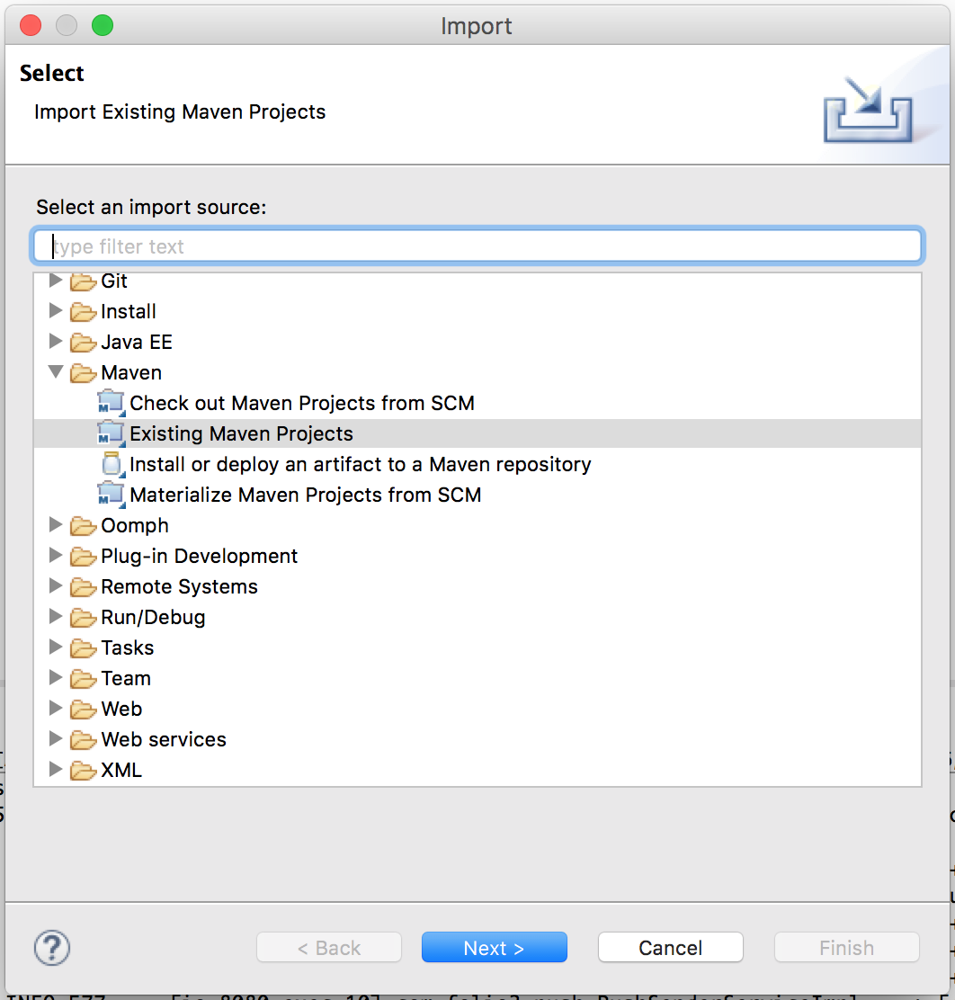 Import
Select
Import Existing Maven Projects
Select an import source:
type filter text
Git
Install
Java EE
Maven
Check out Maven Projects from SCM
Existing Maven Projects
Install or deploy an artifact to a Maven repository
Materialize Maven Projects from SCM
Oomph
Plug-in Development
Remote Systems
Run/Debug
Tasks
Team
Web
Web services
XML
?
< Back
Next >
Cancel
Finish